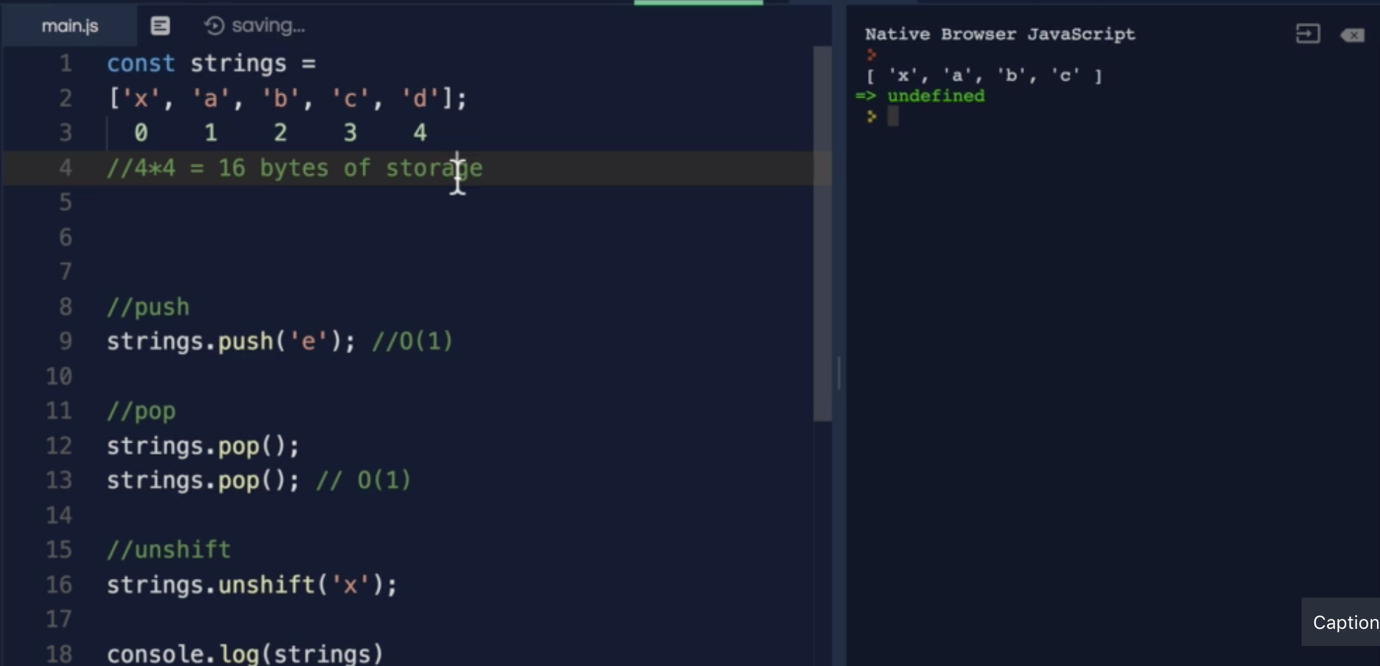 main.js saving...
1 const strings =
2 ['x', 'a', 'b', 'c', 'd'];
3 0 1 2 3 4
4 //4*4 = 16 bytes of storage
5
6
7
8 //push
9 strings.push('e'); //O(1)
10
11 //pop
12 strings.pop();
13 strings.pop(); // O(1)
14
15 //unshift
16 strings.unshift('x');
17
18 console.log(strings)
Native Browser JavaScript
[ 'x', 'a', 'b', 'c' ]
=> undefined
Caption